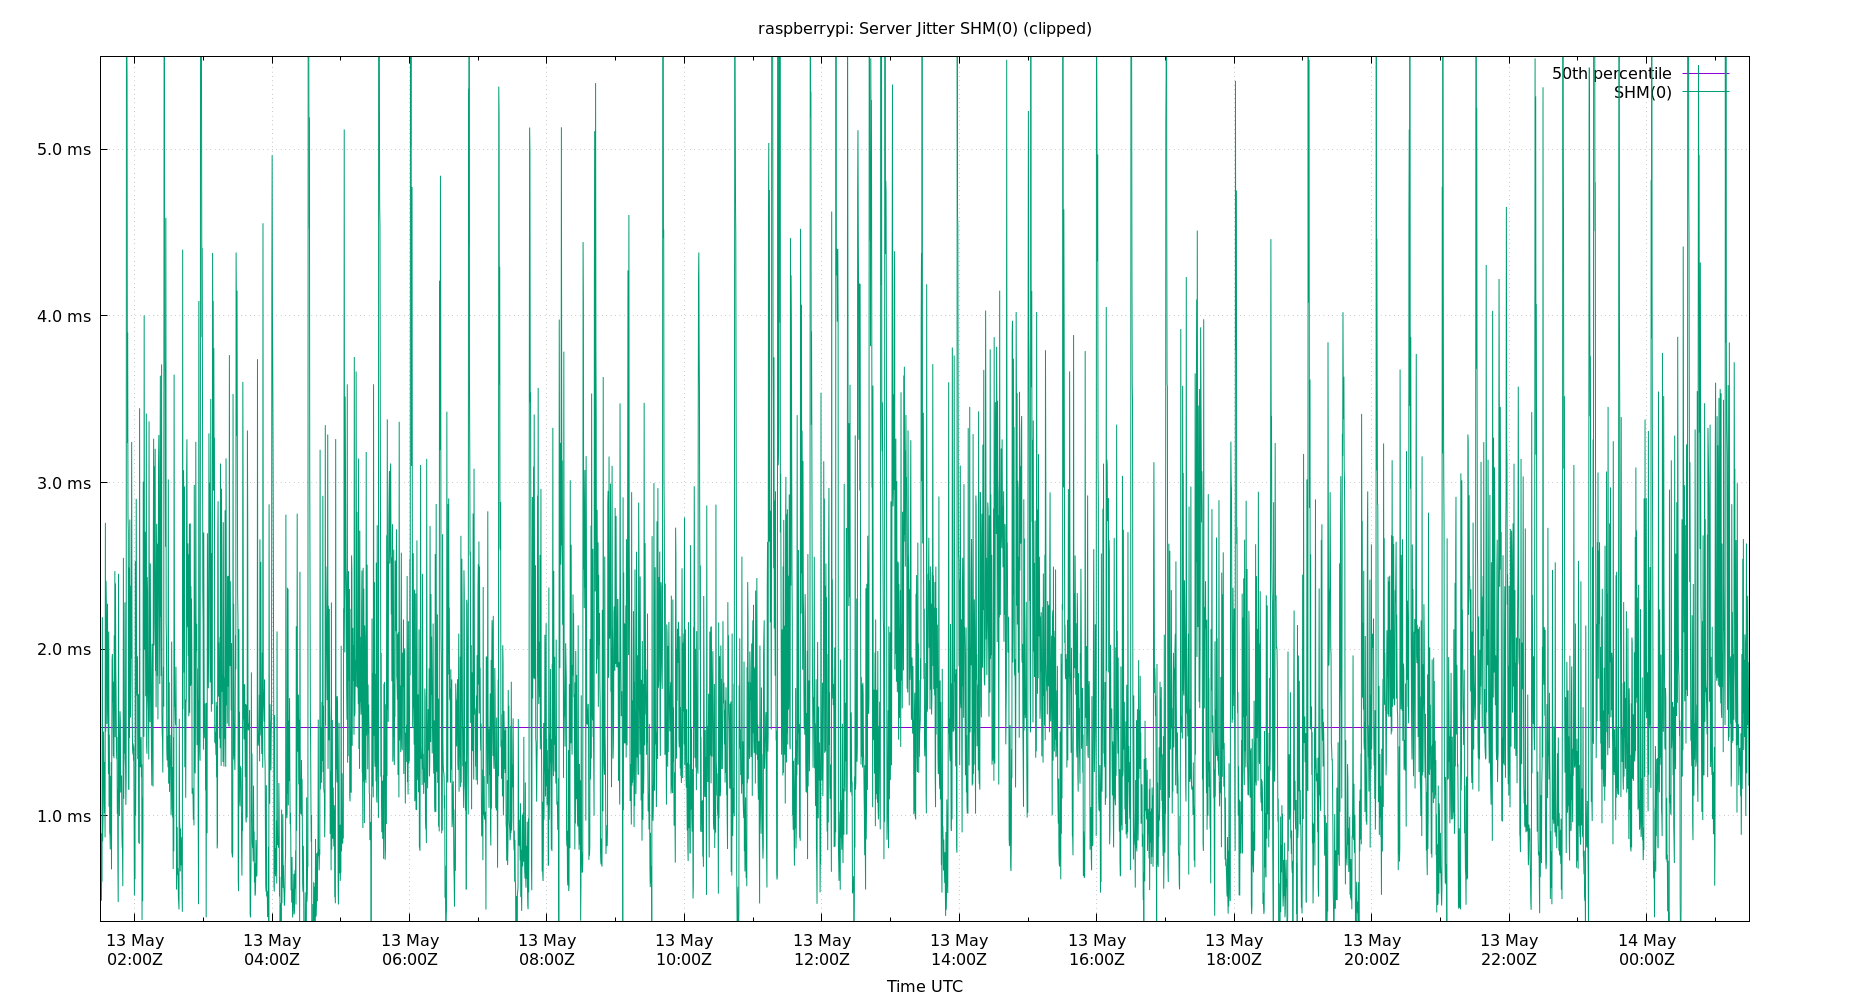 raspberrypi: Server Jitter SHM(0) (clipped)
50th percentile
SHM(0)
5.0 ms
4.0 ms
3.0 ms
2.0 ms
1.0 ms
13 May 13 May 13 May 13 May 13 May 13 May 13 May 13 May 13 May 13 May 13 May 14 May
02:00Z 04:00Z 06:00Z 08:00Z 10:00Z 12:00Z 14:00Z 16:00Z 18:00Z 20:00Z 22:00Z 00:00Z
Time UTC